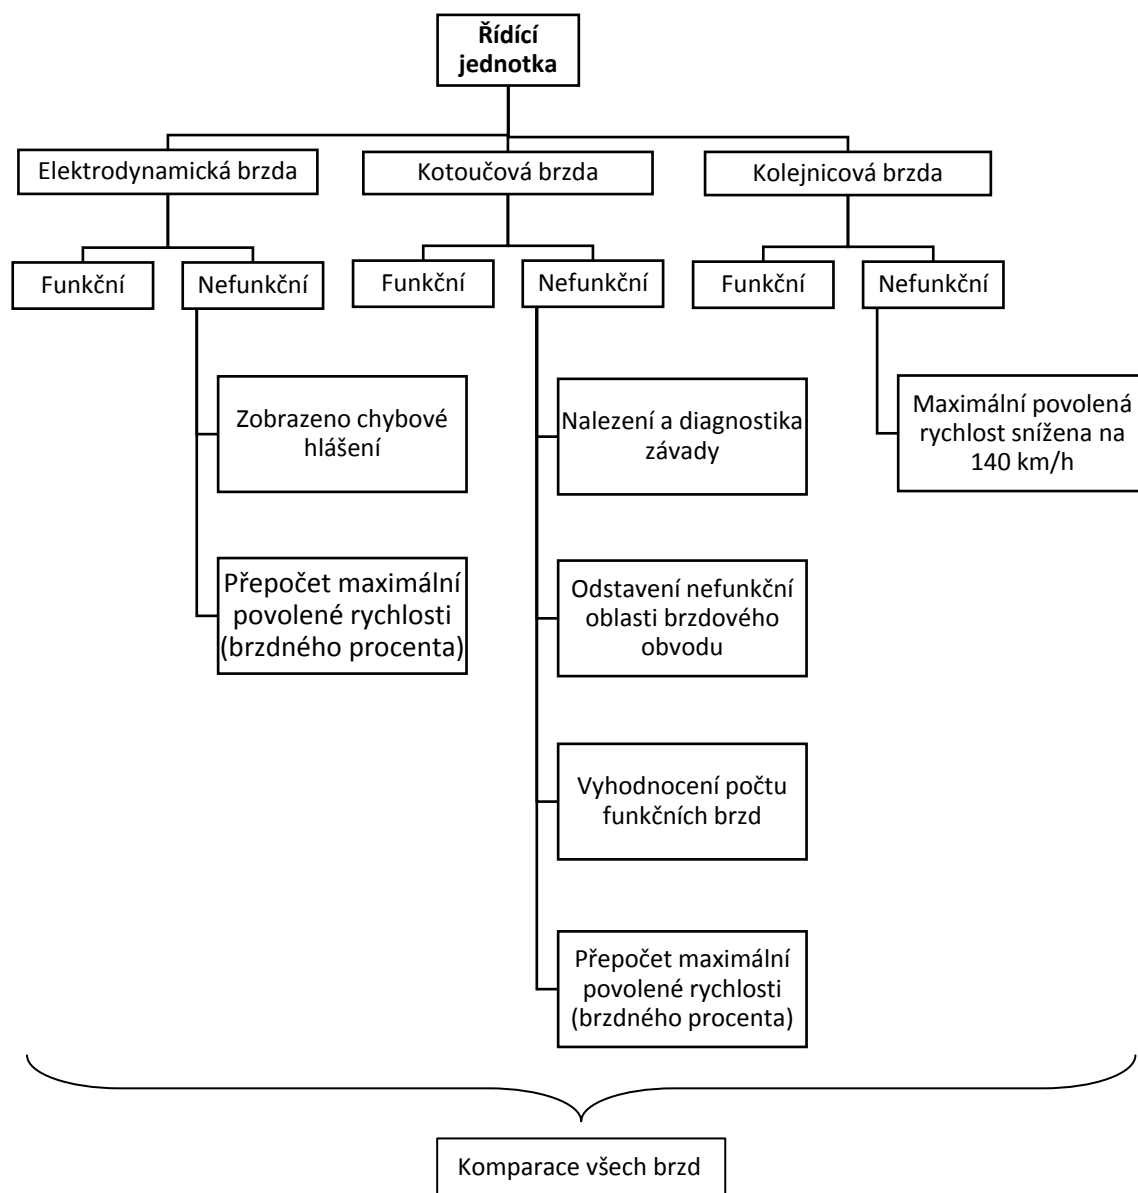 Řídící
jednotka
Elektrodynamická brzda
Kotoučová brzda
Kolejnicová brzda
Funkční
Nefunkční
Funkční
Nefunkční
Funkční
Nefunkční
Zobrazeno chybové
hlášení
Přepočet maximální
povolené rychlosti
(brzdného procenta)
Nalezení a diagnostika
závady
Odstavení nefunkční
oblasti brzdového
obvodu
Vyhodnocení počtu
funkčních brzd
Přepočet maximální
povolené rychlosti
(brzdného procenta)
Maximální povolená
rychlost snížena na
140 km/h
Komparace všech brzd